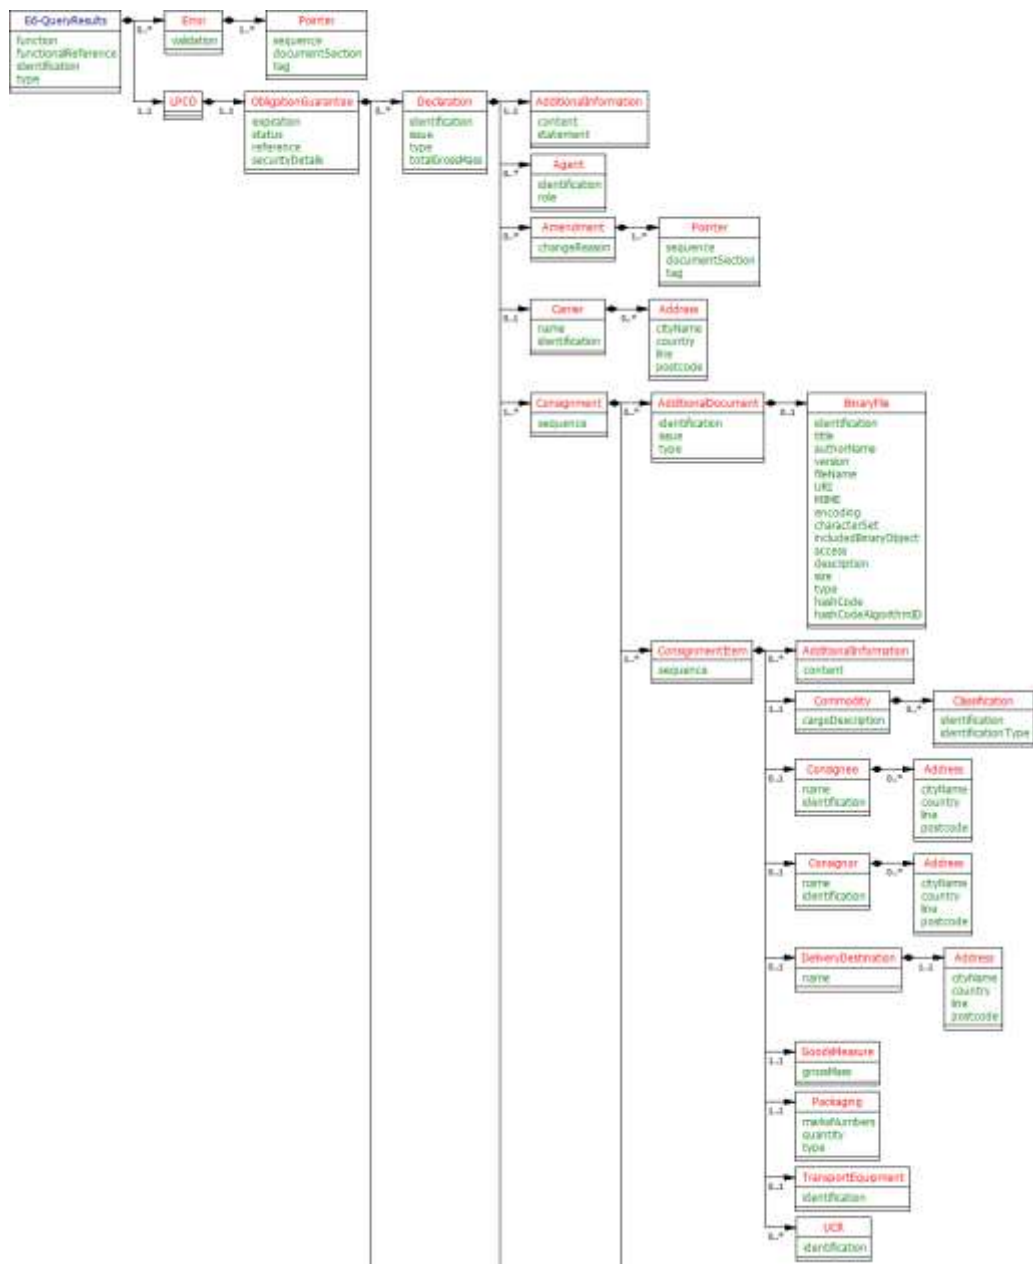 E6-QueryResults
function
functionalReference
identification
type
0..*
Error
validation
1..*
Pointer
sequence
documentSection
tag
1..1
LPCO
1..1
ObligationGuarantee
expiration
status
reference
securityDetails
0..*
Declaration
identification
issue
type
totalGrossMass
AdditionalInformation
content
statement
0..*
Agent
identification
role
0..*
Amendment
changeReason
1..*
Pointer
sequence
documentSection
tag
0..1
Carrier
name
identification
0..*
Address
cityName
country
line
postcode
1..*
Consignment
sequence
0..*
AdditionalDocument
identification
issue
type
0..1
BinaryFile
identification
title
authorName
version
fileName
URI
MIME
encoding
characterSet
includedBinaryObject
access
description
size
type
hashCode
hashCodeAlgorithmID
1..*
ConsignmentItem
sequence
0..*
AdditionalInformation
content
1..1
Commodity
cargoDescription
0..*
Classification
identification
identificationType
0..1
Consignee
name
identification
0..*
Address
cityName
country
line
postcode
0..1
Consignor
name
identification
0..*
Address
cityName
country
line
postcode
0..1
DeliveryDestination
name
1..1
Address
cityName
country
line
postcode
1..1
GoodsMeasure
grossMass
1..1
Packaging
marksNumbers
quantity
type
0..1
TransportEquipment
identification
0..*
UCR
identification